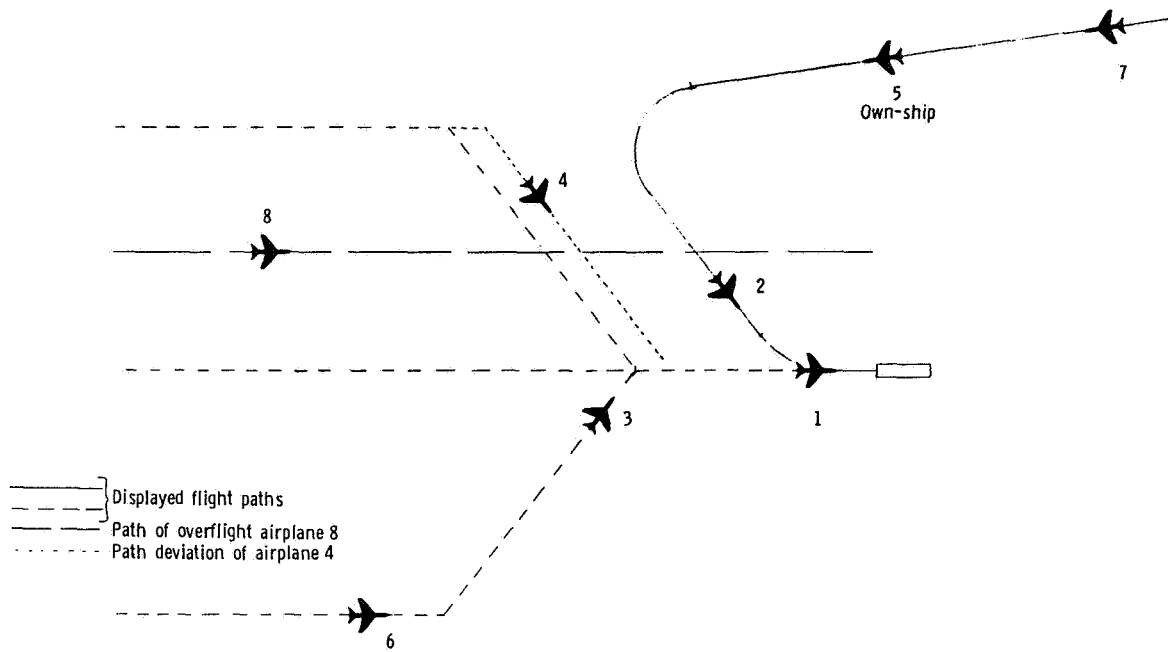 7
5
Own-ship
4
8
2
1
3
Displayed flight paths
Path of overflight airplane 8
Path deviation of airplane 4
6